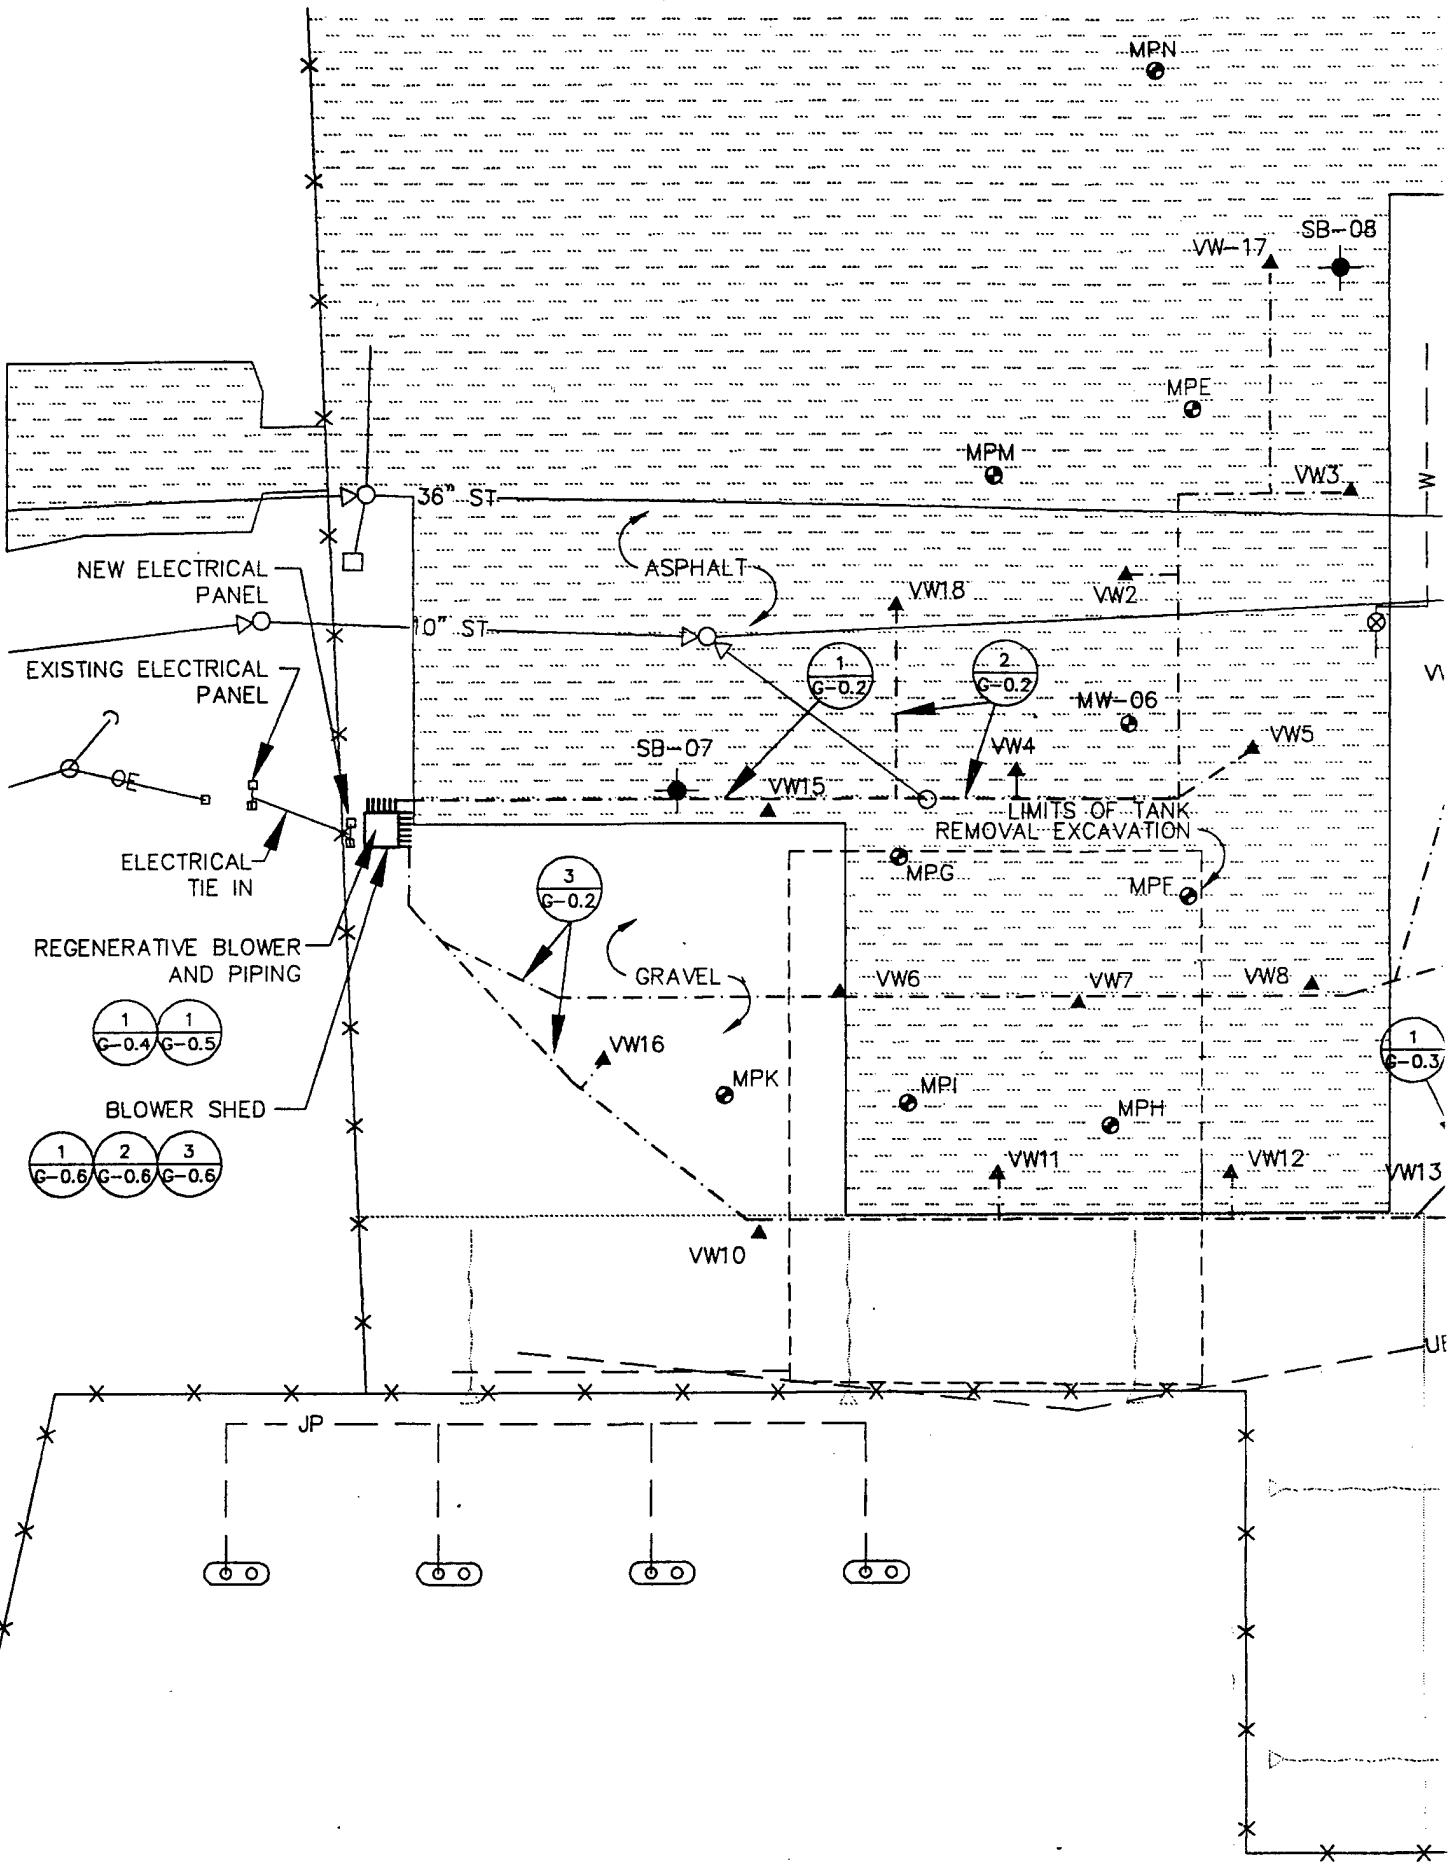 MPN
SB-08
VW-17
MPE
MPM
VW3
W
36" ST
NEW ELECTRICAL
PANEL
ASPHALT
VW18
VW2
10" ST
EXISTING ELECTRICAL
PANEL
1
G-0.2
2
G-0.2
MW-06
SB-07
VW4
VW5
OE
VW15
LIMITS OF TANK
REMOVAL EXCAVATION
ELECTRICAL
TIE IN
3
G-0.2
MPG
MPF
REGENERATIVE BLOWER
AND PIPING
GRAVEL
VW6
VW7
VW8
1
G-0.4
1
G-0.5
VW16
1
G-0.3
MPK
MPI
MPH
BLOWER SHED
1
G-0.6
2
G-0.6
3
G-0.6
VW11
VW12
VW13
VW10
JP